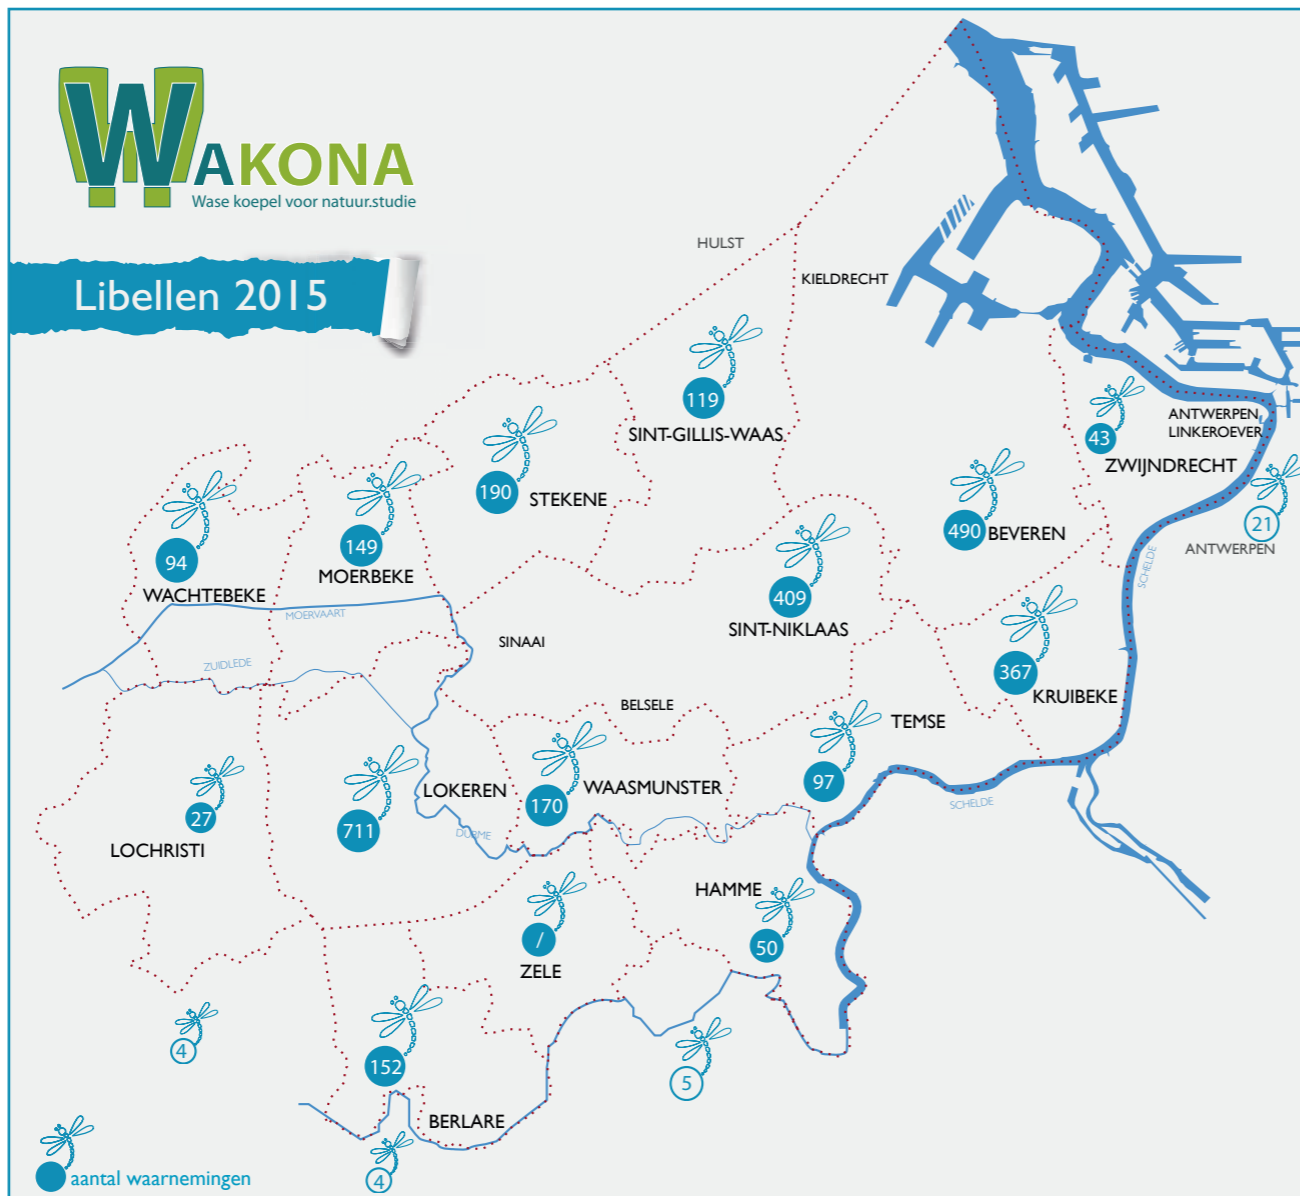 WAKONA
Wase koepel voor natuur.studie
Libellen 2015
HULST
KIELDRECHT
119
SINT-GILLIS-WAAS
43
ANTWERPEN
LINKEROEVER
ZWIJNDRECHT
190
STEKENE
490
BEVEREN
21
ANTWERPEN
94
WACHTEBEKE
149
MOERBEKE
409
SINT-NIKLAAS
SCHELDE
MOERVAART
ZUIDLEDE
SINAAI
367
KRUIBEKE
BELSELE
TEMSE
97
27
LOCHRISTI
711
LOKEREN
170
WAASMUNSTER
DURME
SCHELDE
HAMME
50
/
ZELE
4
152
BERLARE
5
4
aantal waarnemingen